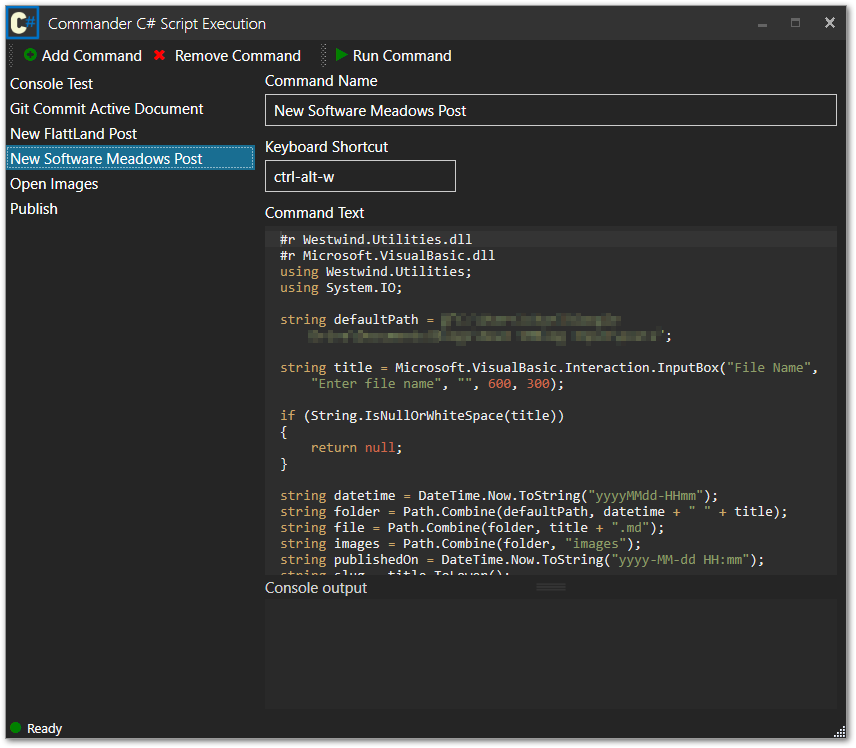 C# Commander C# Script Execution
Add Command Remove Command Run Command
Console Test
Git Commit Active Document
New FlattLand Post
New Software Meadows Post
Open Images
Publish
Command Name
New Software Meadows Post
Keyboard Shortcut
ctrl-alt-w
Command Text
#r Westwind.Utilities.dll
#r Microsoft.VisualBasic.dll
using Westwind.Utilities;
using System.IO;
string defaultPath =
;
string title = Microsoft.VisualBasic.Interaction.InputBox("File Name",
"Enter file name", "", 600, 300);
if (String.IsNullOrWhiteSpace(title))
{
return null;
}
string datetime = DateTime.Now.ToString("yyyyMMdd-HHmm");
string folder = Path.Combine(defaultPath, datetime + " " + title);
string file = Path.Combine(folder, title + ".md");
string images = Path.Combine(folder, "images");
string publishedOn = DateTime.Now.ToString("yyyy-MM-dd HH:mm");
string slug = title.ToLower();
Console output
Ready